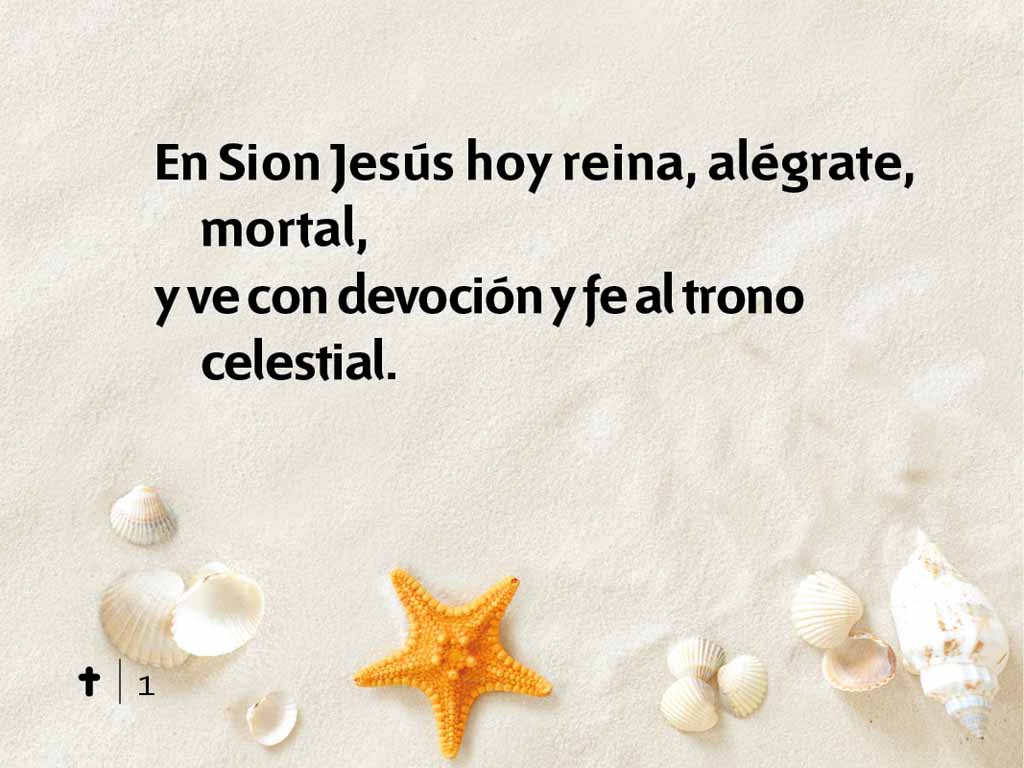 En Sion Jesús hoy reina, alégrate,
mortal,
y ve con devoción y fe al trono
celestial.
1